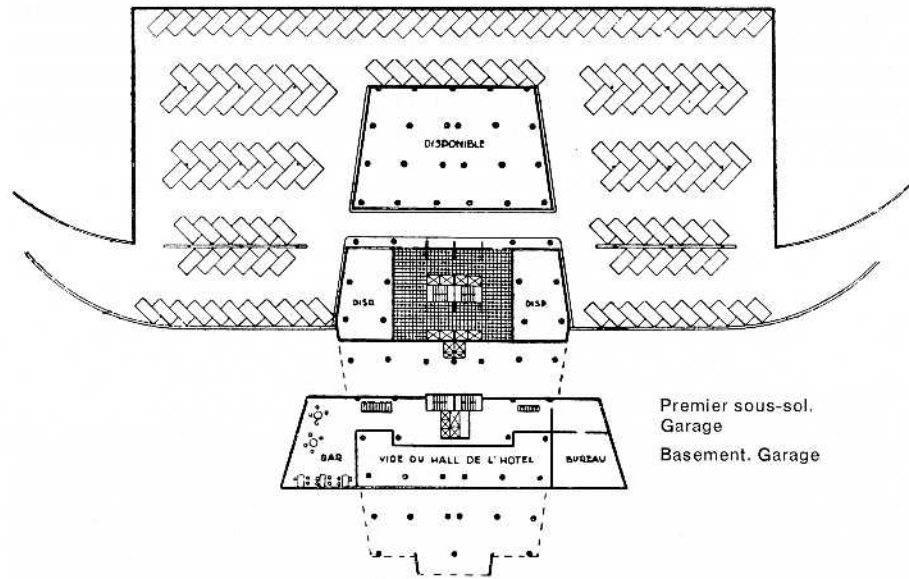 DISPONIBLE
DISP.
DISP.
BAR
VIDE DU HALL DE L'HOTEL
BUREAU
Premier sous-sol.
Garage
Basement. Garage